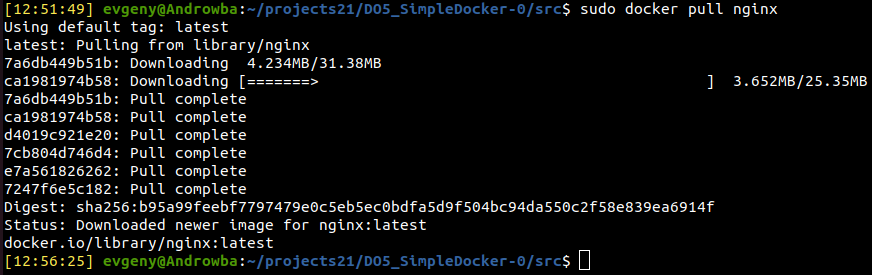 [12:51:49] evgeny@Androwba:~/projects21/DO5_SimpleDocker-0/src$ sudo docker pull nginx
Using default tag: latest
latest: Pulling from library/nginx
7a6db449b51b: Downloading  4.234MB/31.38MB
ca1981974b58: Downloading [=======>                                           ]  3.652MB/25.35MB
7a6db449b51b: Pull complete
ca1981974b58: Pull complete
d4019c921e20: Pull complete
7cb804d746d4: Pull complete
e7a561826262: Pull complete
7247f6e5c182: Pull complete
Digest: sha256:b95a99feebf7797479e0c5eb5ec0bdfa5d9f504bc94da550c2f58e839ea6914f
Status: Downloaded newer image for nginx:latest
docker.io/library/nginx:latest
[12:56:25] evgeny@Androwba:~/projects21/DO5_SimpleDocker-0/src$